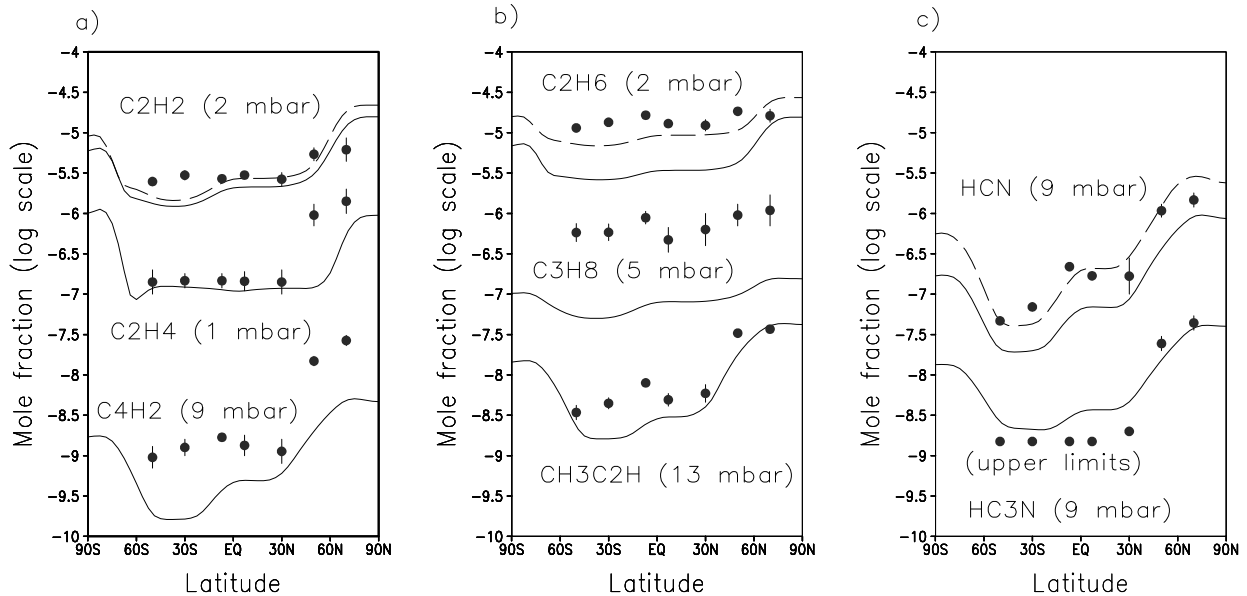 a)
Mole fraction (log scale)
-4
-4.5
-5
-5.5
-6
-6.5
-7
-7.5
-8
-8.5
-9
-9.5
-10
C2H2 (2 mbar)
C2H4 (1 mbar)
C4H2 (9 mbar)
90S 60S 30S EQ 30N 60N 90N
Latitude
b)
Mole fraction (log scale)
-4
-4.5
-5
-5.5
-6
-6.5
-7
-7.5
-8
-8.5
-9
-9.5
-10
C2H6 (2 mbar)
C3H8 (5 mbar)
CH3C2H (13 mbar)
90S 60S 30S EQ 30N 60N 90N
Latitude
c)
Mole fraction (log scale)
-4
-4.5
-5
-5.5
-6
-6.5
-7
-7.5
-8
-8.5
-9
-9.5
-10
HCN (9 mbar)
(upper limits)
HC3N (9 mbar)
90S 60S 30S EQ 30N 60N 90N
Latitude